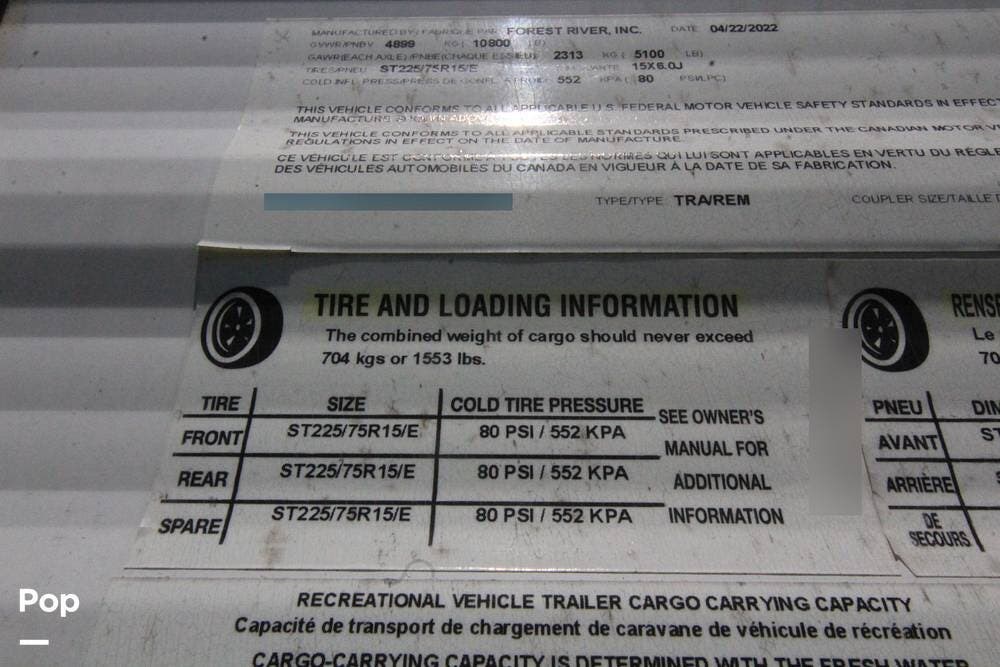 MANUFACTURED BY / FABRIQUE PAR FOREST RIVER, INC. DATE 04/22/2022
GVWR/PNBV 4899 KG ( 10800 LB)
GAWR(EACH AXLE)/PNBE(CHAQUE ESSIEU) 2313 KG ( 5100 LB)
TIRES/PNEU ST225/75R15/E 15X6.0J
COLD INFL. PRESS/PRESS DE GONFL. A FROID 552 KPA ( 80 PSI/LPC)
THIS VEHICLE CONFORMS TO ALL APPLICABLE U.S. FEDERAL MOTOR VEHICLE SAFETY STANDARDS IN EFFECT
MANUFACTURE SHOWN ABOVE
THIS VEHICLE CONFORMS TO ALL APPLICABLE STANDARDS PRESCRIBED UNDER THE CANADIAN MOTOR V
REGULATIONS IN EFFECT ON THE DATE OF MANUFACTURE.
CE VÉHICULE EST CONFORME NORMES QUI LUI SONT APPLICABLES EN VERTU DU RÉGLE
DES VÉHICULES AUTOMOBILES DU CANADA EN VIGUEUR À LA DATE DE SA FABRICATION.
TYPE/TYPE TRA/REM COUPLER SIZE/TAILLE D
TIRE AND LOADING INFORMATION
The combined weight of cargo should never exceed
704 kgs or 1553 lbs.
TIRE SIZE COLD TIRE PRESSURE SEE OWNER'S
FRONT ST225/75R15/E 80 PSI / 552 KPA MANUAL FOR
REAR ST225/75R15/E 80 PSI / 552 KPA ADDITIONAL
SPARE ST225/75R15/E 80 PSI / 552 KPA INFORMATION
RENSE
Le
70
PNEU DIN
AVANT ST
ARRIÈRE
DE
SECOURS
RECREATIONAL VEHICLE TRAILER CARGO CARRYING CAPACITY
Capacité de transport de chargement de caravane de véhicule de récréation
CARGO-CARRYING CAPACITY IS DETERMINED WITH THE FRESH WATER
Pop